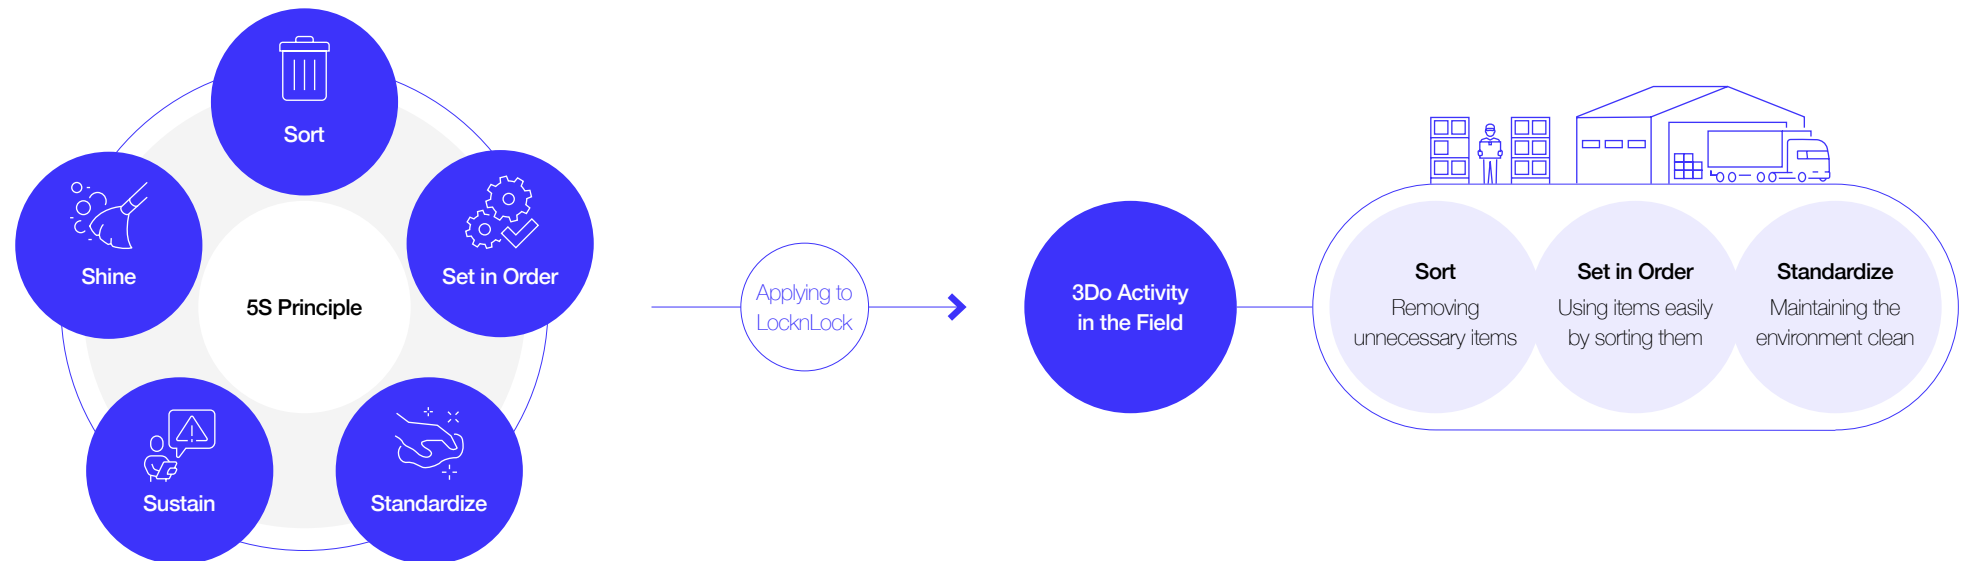 Sort
Shine
Set in Order
5S Principle
Sustain
Standardize
Applying to
LocknLock
3Do Activity
in the Field
Sort
Removing
unnecessary items
Set in Order
Using items easily
by sorting them
Standardize
Maintaining the
environment clean